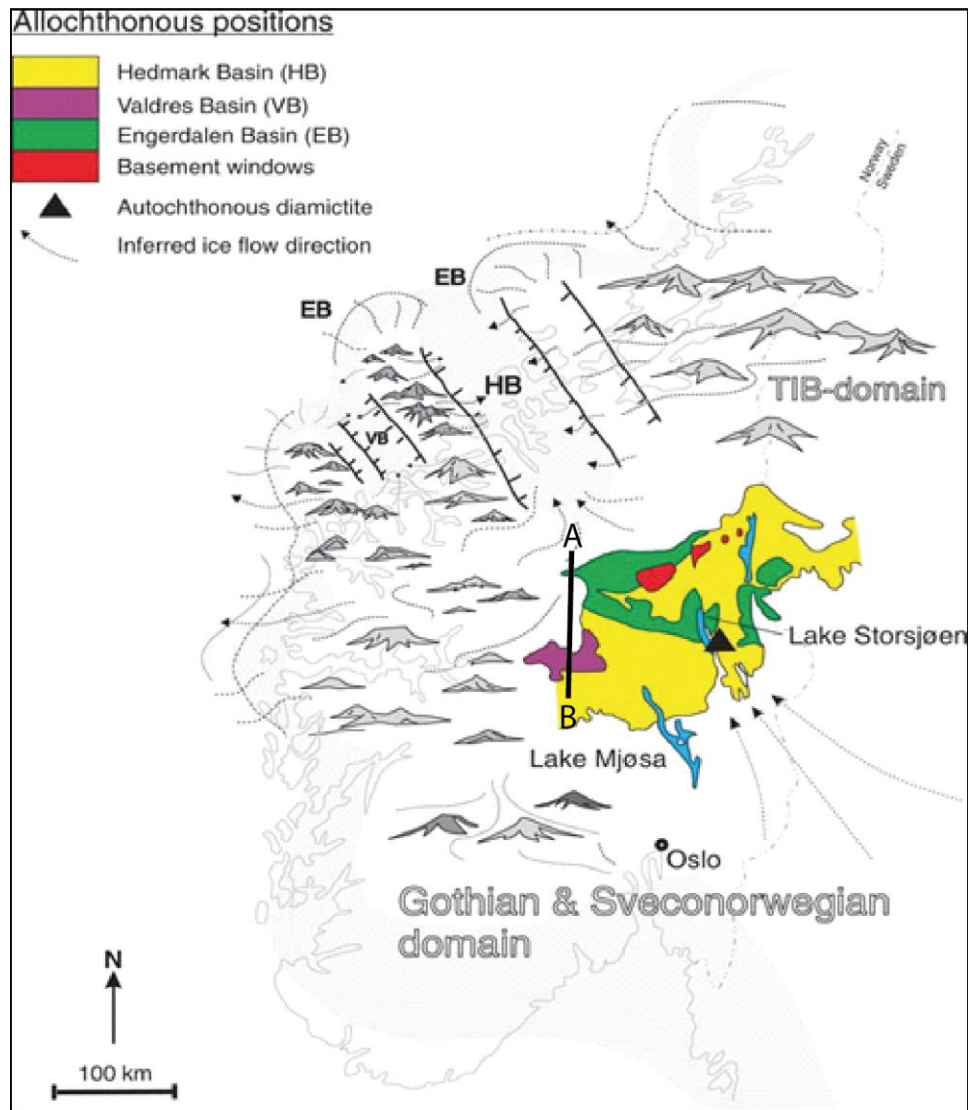 Allochthonous positions
Hedmark Basin (HB)
Valdres Basin (VB)
Engerdalen Basin (EB)
Basement windows
Autochthonous diamictite
Inferred ice flow direction
Norway
Sweden
EB
EB
HB
TIB-domain
VB
A
Lake Storsjøen
B
Lake Mjøsa
Oslo
Gothian & Sveconorwegian
domain
N
100 km